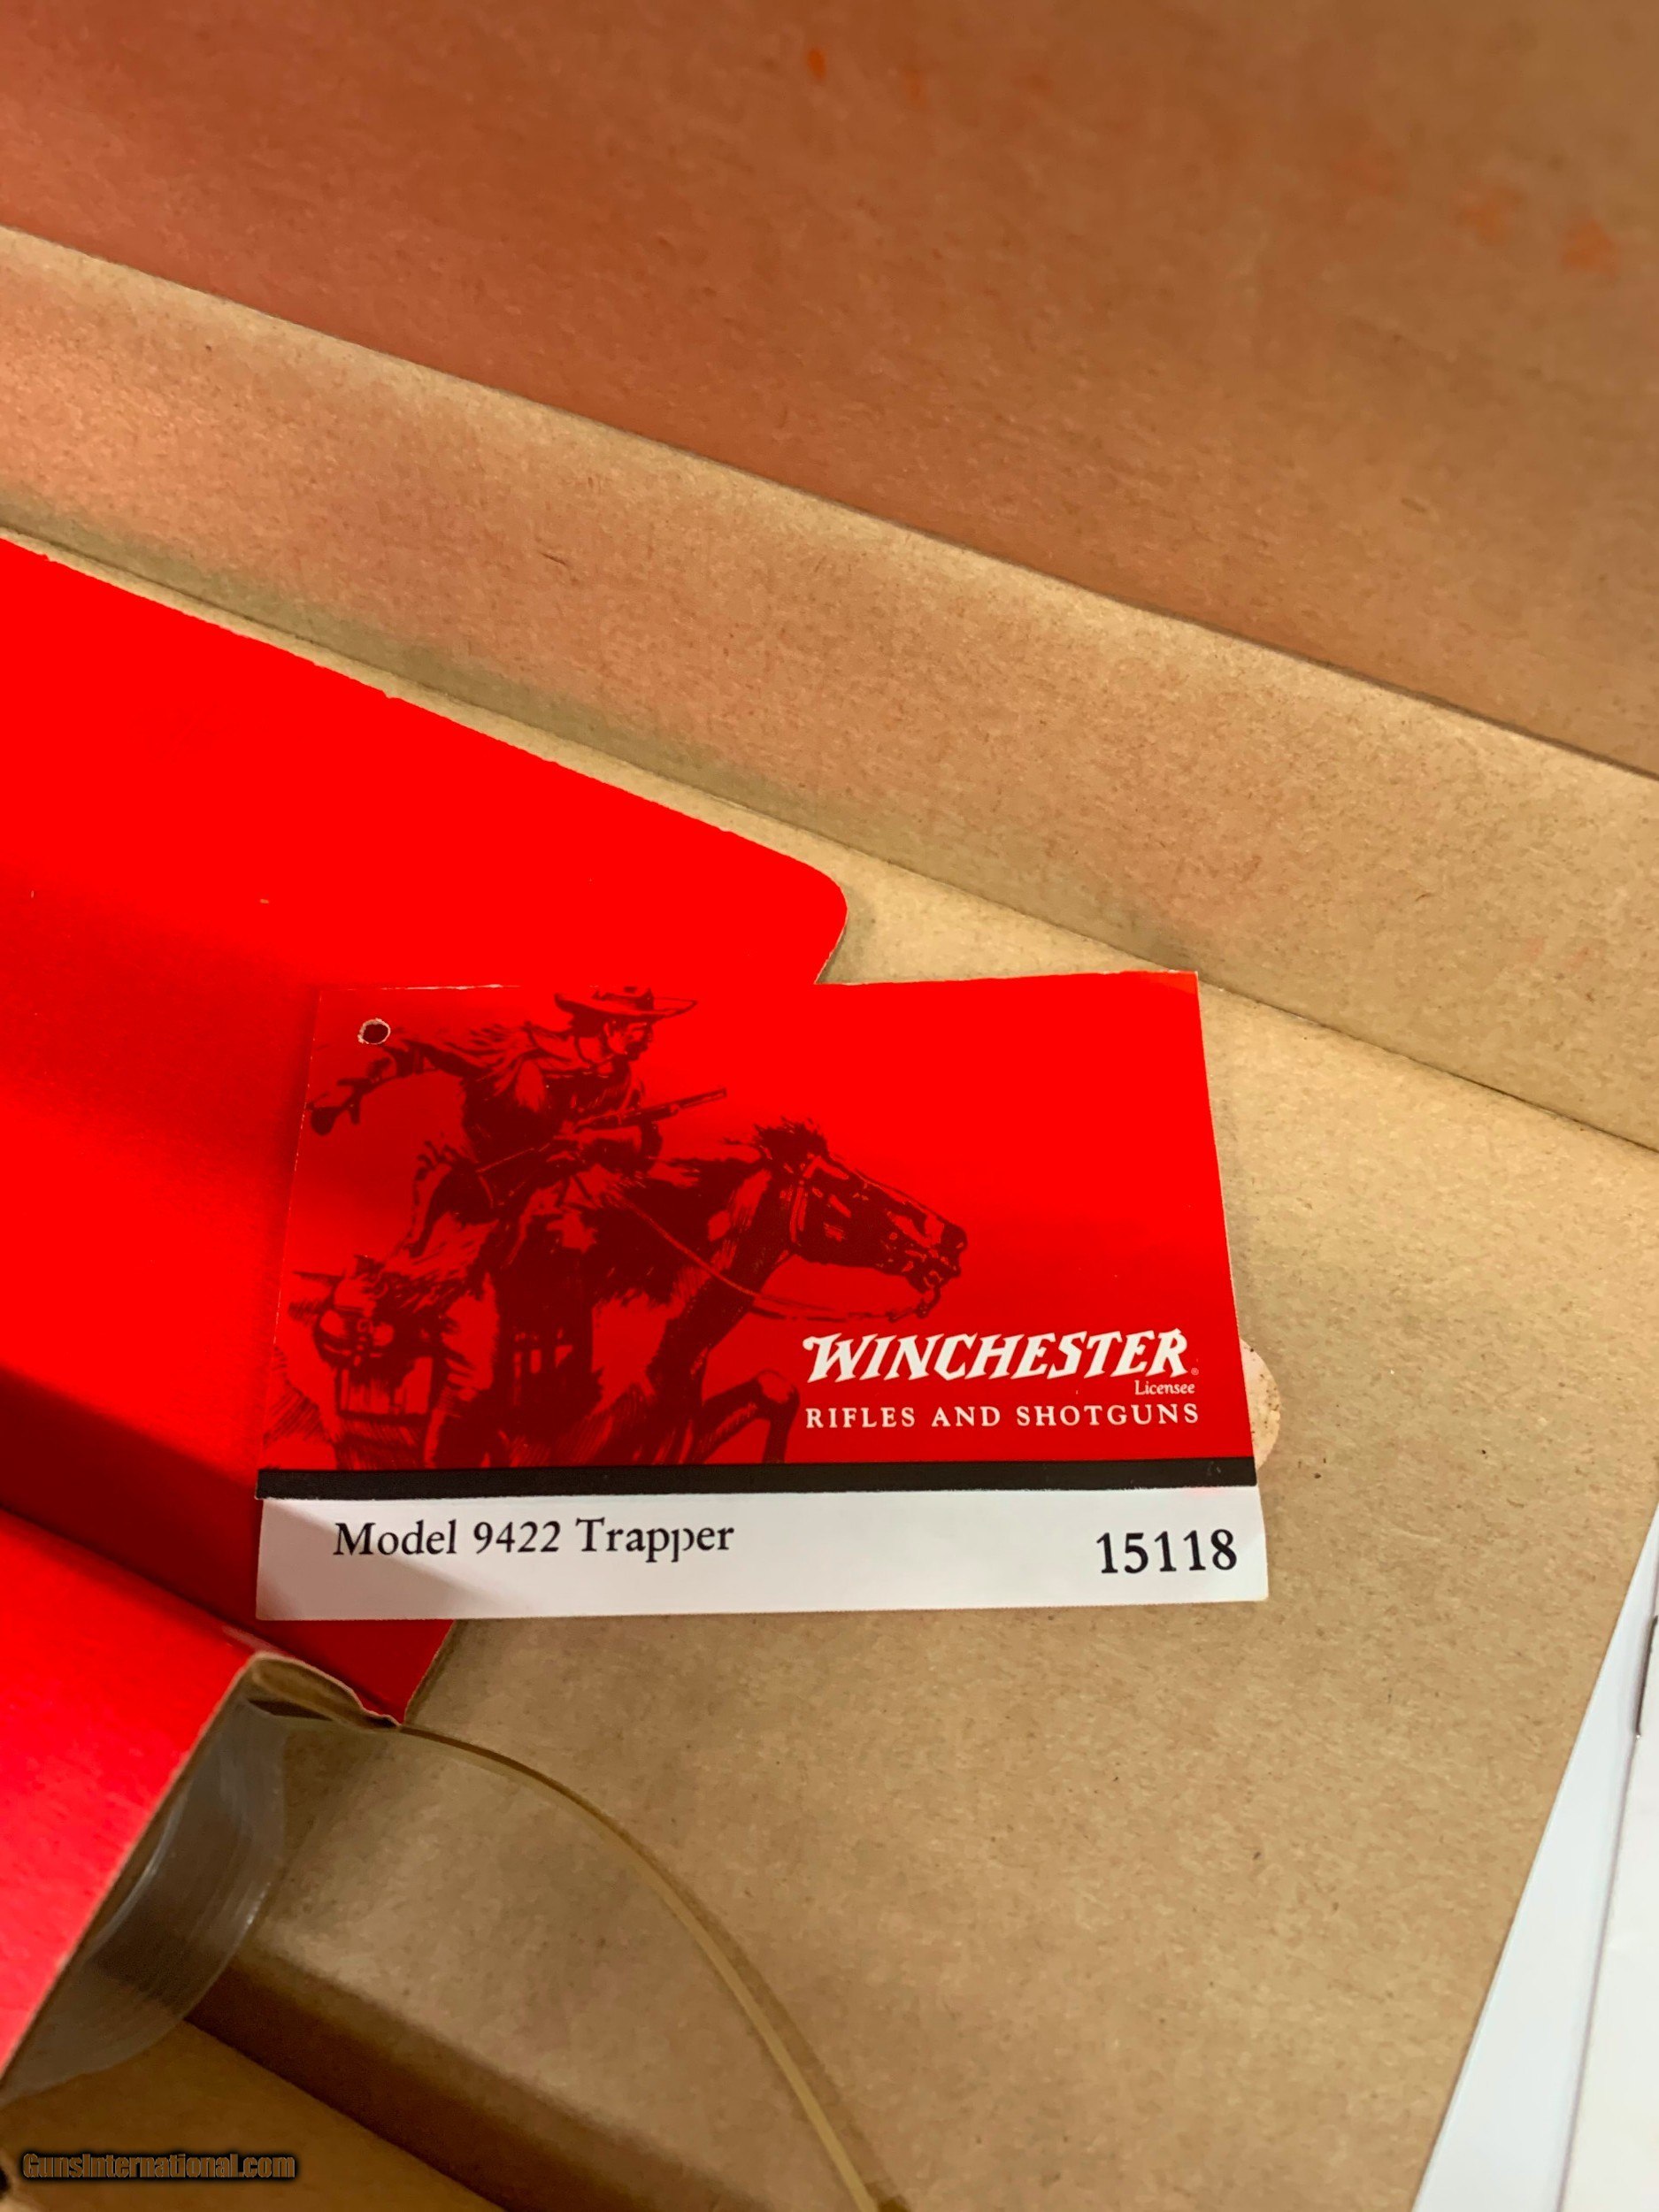 WINCHESTER®
Licensee
RIFLES AND SHOTGUNS
Model 9422 Trapper
15118
GunsInternational.com